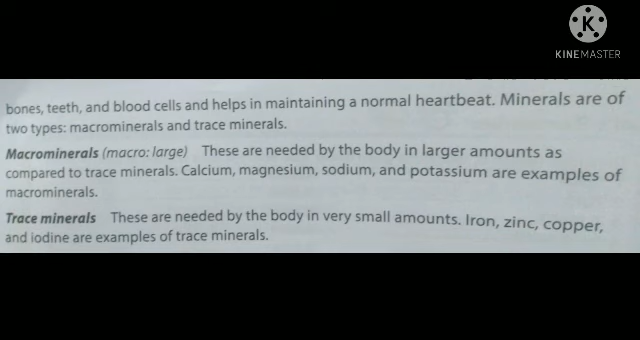 KINEMASTER
bones, teeth, and blood cells and helps in maintaining a normal heartbeat. Minerals are of
two types: macrominerals and trace minerals.
Macrominerals (macro: large) These are needed by the body in larger amounts as
compared to trace minerals. Calcium, magnesium, sodium, and potassium are examples of
macrominerals.
Trace minerals These are needed by the body in very small amounts. Iron, zinc, copper,
and iodine are examples of trace minerals.